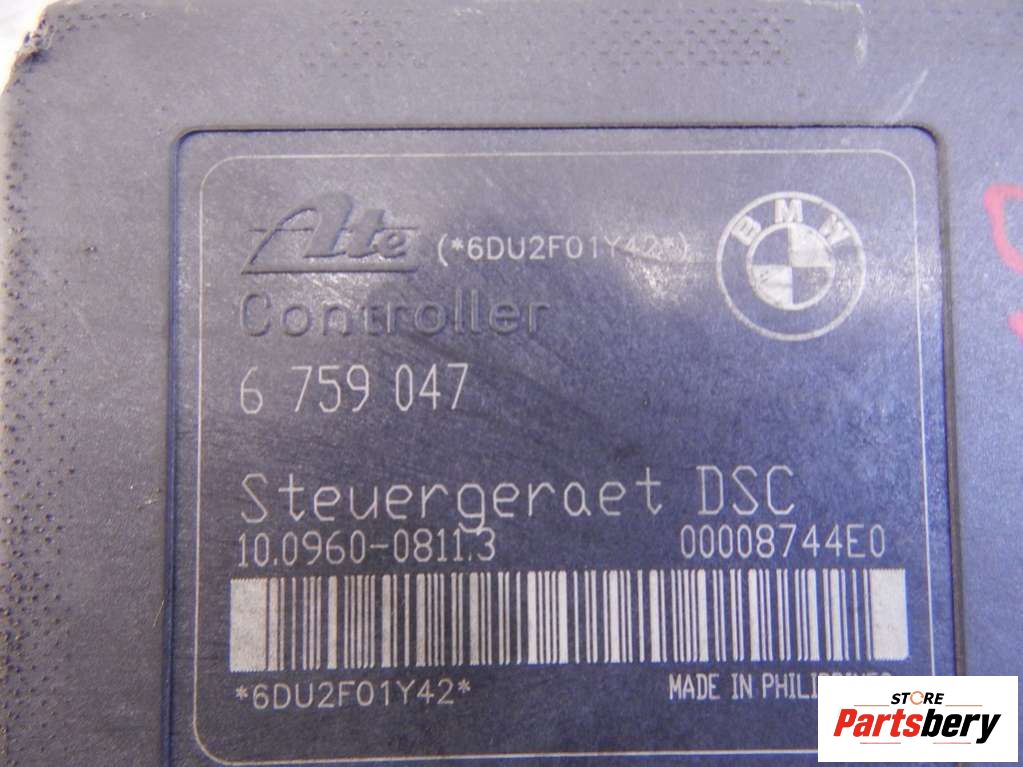 Ate (*6DU2F01Y42*)
BMW
Controller
6 759 047
Steuergeraet DSC
10.0960-0811.3 00008744E0
*6DU2F01Y42*
MADE IN
STORE
Partsbery